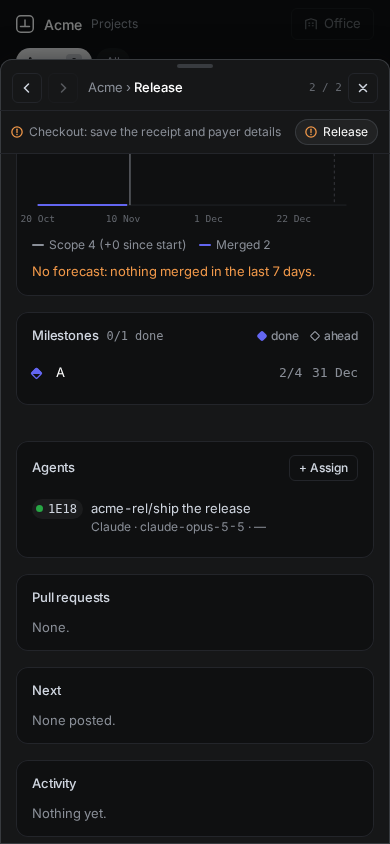 Acme Projects Office
Acme › Release 2 / 2
Checkout: save the receipt and payer details Release
20 Oct 10 Nov 1 Dec 22 Dec
Scope 4 (+0 since start) Merged 2
No forecast: nothing merged in the last 7 days.
Milestones 0/1 done done ahead
A 2/4 31 Dec
Agents + Assign
1E18 acme-rel/ship the release
Claude · claude-opus-5-5 · —
Pull requests
None.
Next
None posted.
Activity
Nothing yet.